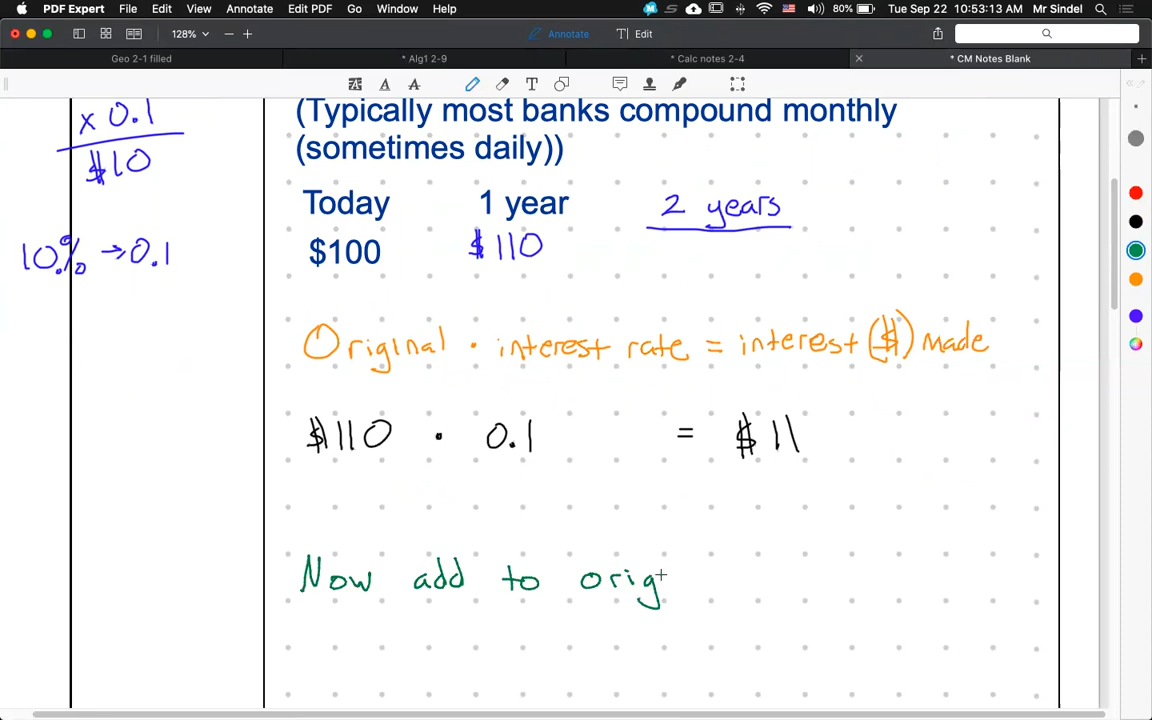 PDF Expert File Edit View Annotate Edit PDF Go Window Help 80% Tue Sep 22 10:53:13 AM Mr Sindel
128% Annotate Edit
Geo 2-1 filled * Alg1 2-9 * Calc notes 2-4 * CM Notes Blank
x 0.1
$10
10% → 0.1
(Typically most banks compound monthly
(sometimes daily))
Today 1 year 2 years
$100 $110
Original · interest rate = interest ($) made
$110 · 0.1 = $11
Now add to orig